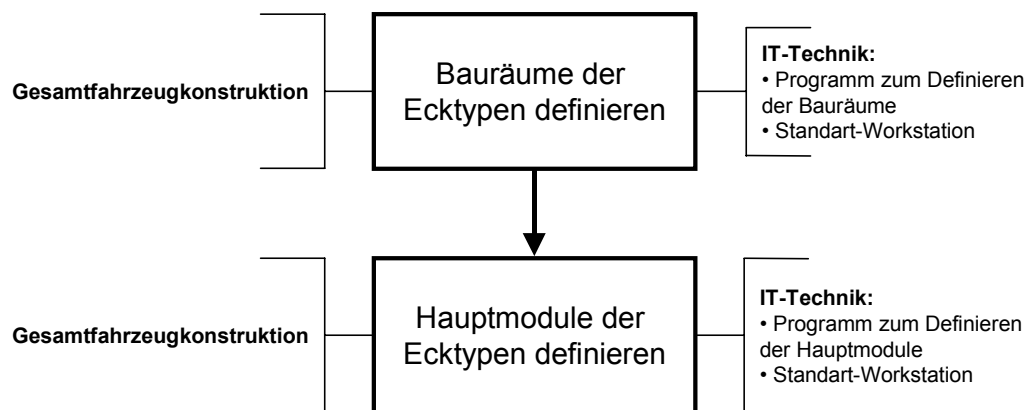 Gesamtfahrzeugkonstruktion
Bauräume der
Ecktypen definieren
IT-Technik:
• Programm zum Definieren
der Bauräume
• Standart-Workstation
Gesamtfahrzeugkonstruktion
Hauptmodule der
Ecktypen definieren
IT-Technik:
• Programm zum Definieren
der Hauptmodule
• Standart-Workstation